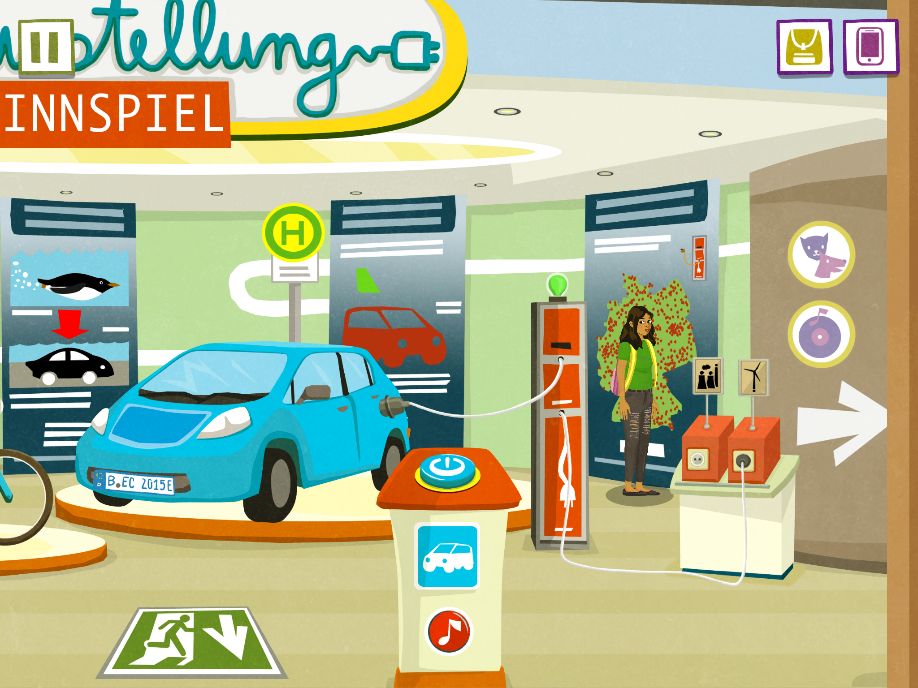 stellung
INNSPIEL
H
B.EC 2015E